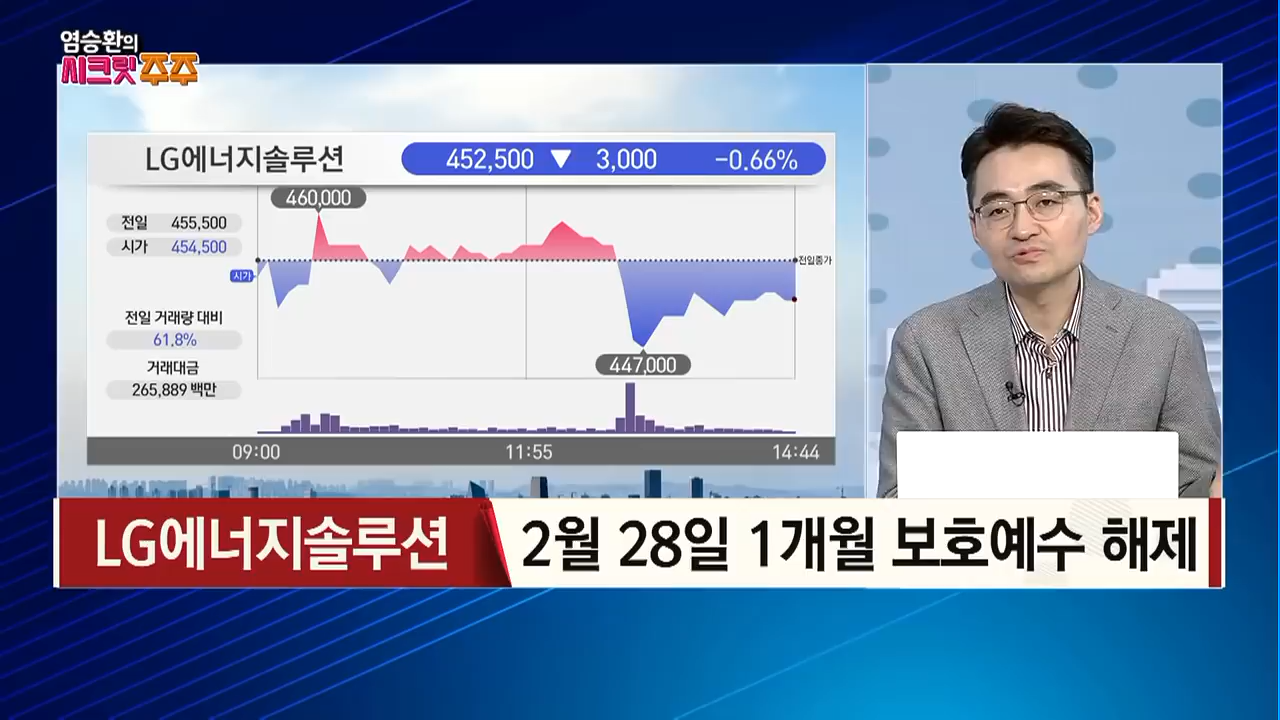 염승환의
시크릿 주주
LG에너지솔루션
452,500 ▼ 3,000 -0.66%
460,000
전일 455,500
시가 454,500
시가
전일종가
전일 거래량 대비
61.8%
거래대금
265,889 백만
447,000
09:00 11:55 14:44
LG에너지솔루션
2월 28일 1개월 보호예수 해제